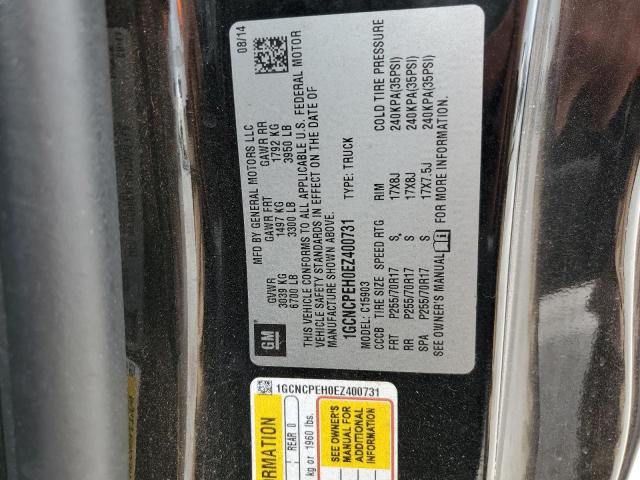 08/14
GM
MFD BY GENERAL MOTORS LLC
GVWR GAWR FRT GAWR RR
3039 KG 1497 KG 1792 KG
6700 LB 3300 LB 3950 LB
THIS VEHICLE CONFORMS TO ALL APPLICABLE U.S. FEDERAL MOTOR
VEHICLE SAFETY STANDARDS IN EFFECT ON THE DATE OF
MANUFACTURE SHOWN ABOVE.
1GCNCPEH0EZ400731 TYPE: TRUCK
MODEL: C15903
CCCB TIRE SIZE SPEED RTG RIM COLD TIRE PRESSURE
FRT P255/70R17 S, 17X8J 240KPA(35PSI)
RR P255/70R17 S, 17X8J 240KPA(35PSI)
SPA P255/70R17 S 17X7.5J 240KPA(35PSI)
SEE OWNER'S MANUAL FOR MORE INFORMATION.
1GCNCPEH0EZ400731
REAR 0
kg or 1960 lbs.
SEE OWNER'S
MANUAL FOR
ADDITIONAL
INFORMATION